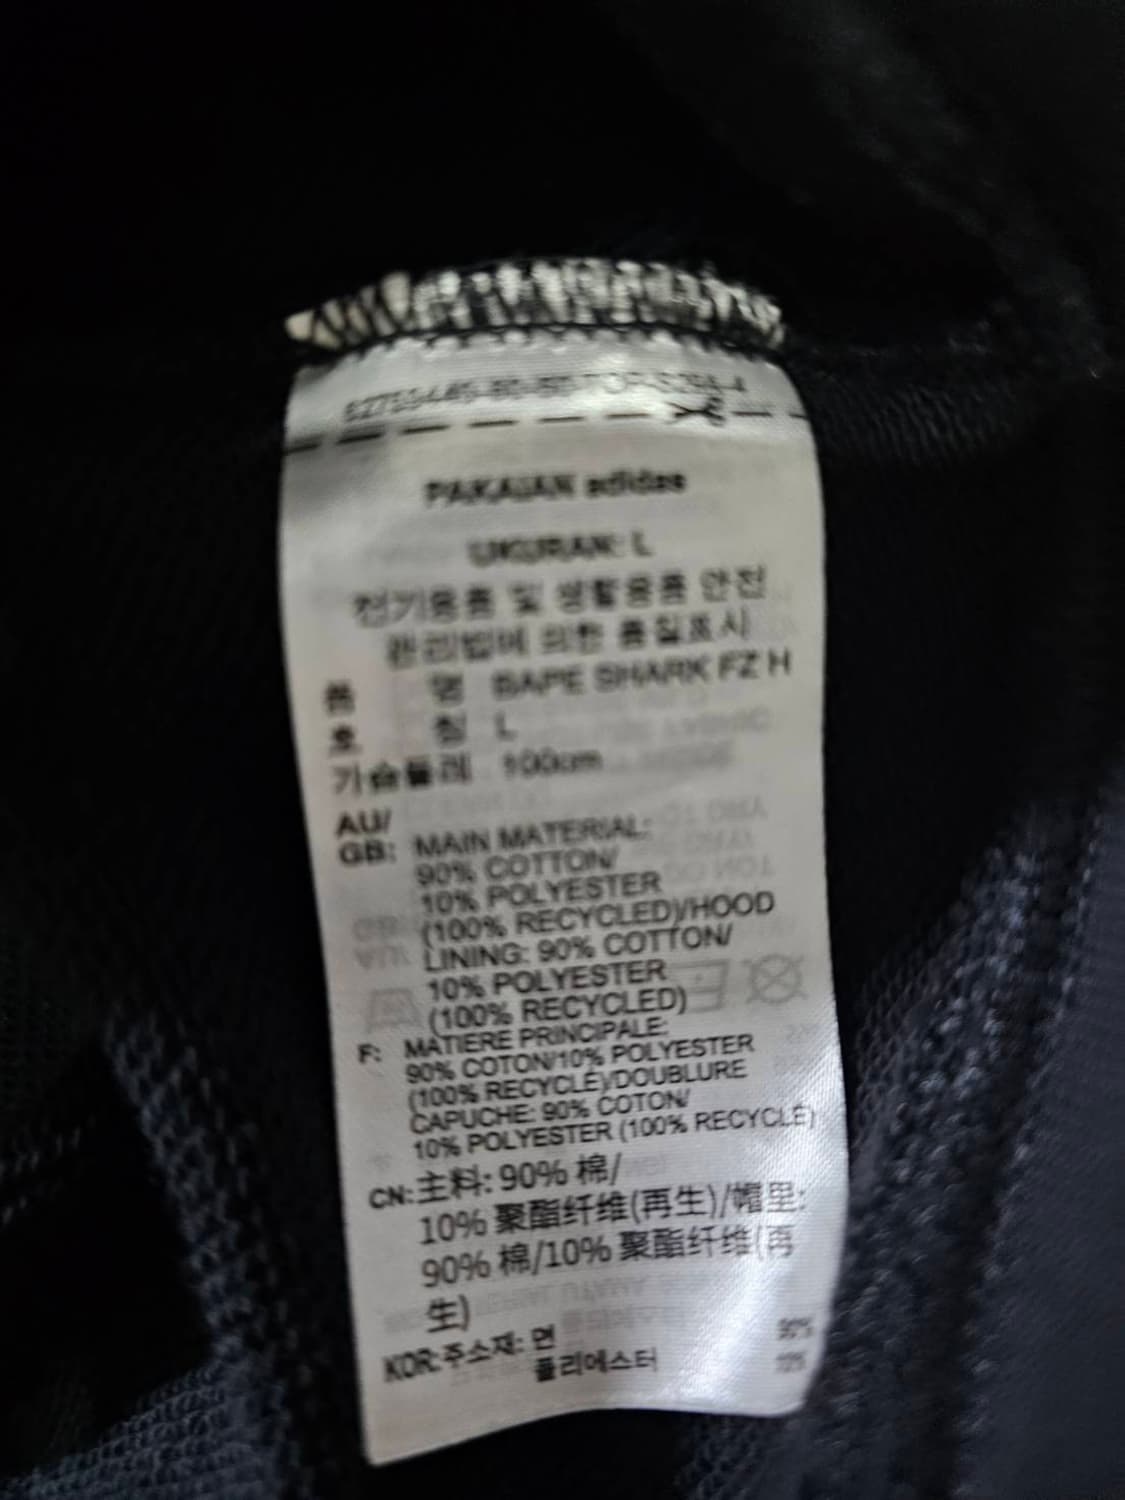 PAKAIAN adidas
UKURAN: L
전기용품 및 생활용품 안전
관리법에 의한 품질표시
품 명 BAPE SHARK FZ H
호 칭 L
가슴둘레 100cm
AU/
GB: MAIN MATERIAL:
90% COTTON/
10% POLYESTER
(100% RECYCLED)/HOOD
LINING: 90% COTTON/
10% POLYESTER
(100% RECYCLED)
F: MATIERE PRINCIPALE:
90% COTON/10% POLYESTER
(100% RECYCLÉ)/DOUBLURE
CAPUCHE: 90% COTON/
10% POLYESTER (100% RECYCLÉ)
CN: 主料: 90% 棉/
10% 聚酯纤维(再生)/帽里:
90% 棉/10% 聚酯纤维(再
生)
KOR: 주소재: 면 90%
폴리에스터 10%